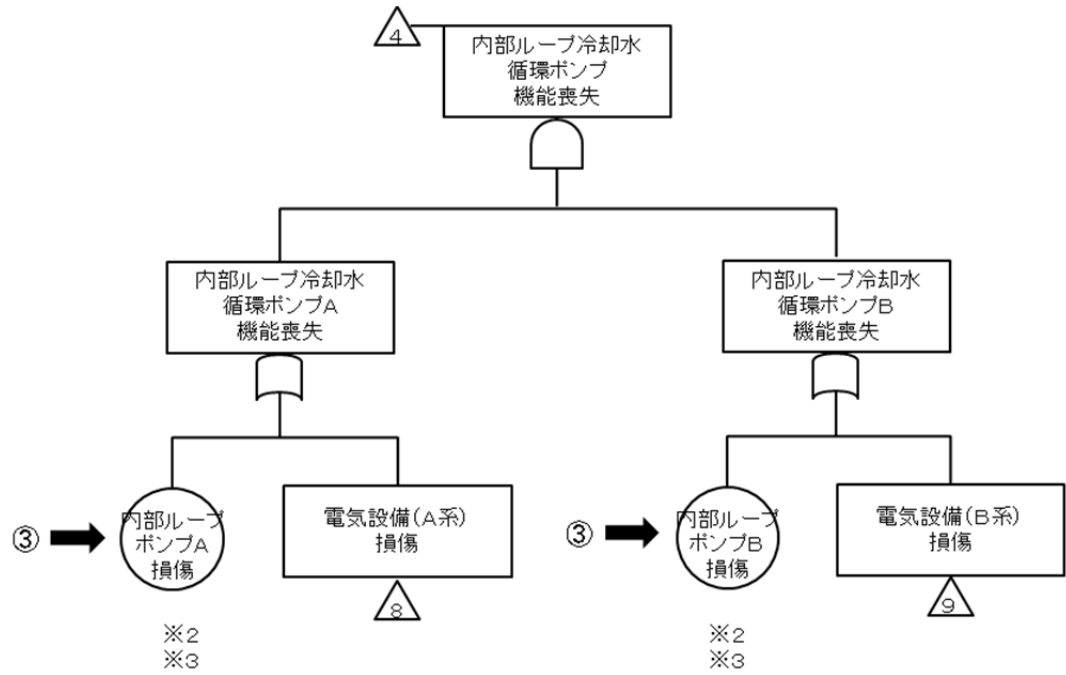 4
内部ループ冷却水
循環ポンプ
機能喪失
内部ループ冷却水
循環ポンプA
機能喪失
内部ループ冷却水
循環ポンプB
機能喪失
③
内部ループ
ポンプA
損傷
電気設備(A系)
損傷
8
※2
※3
③
内部ループ
ポンプB
損傷
電気設備(B系)
損傷
9
※2
※3